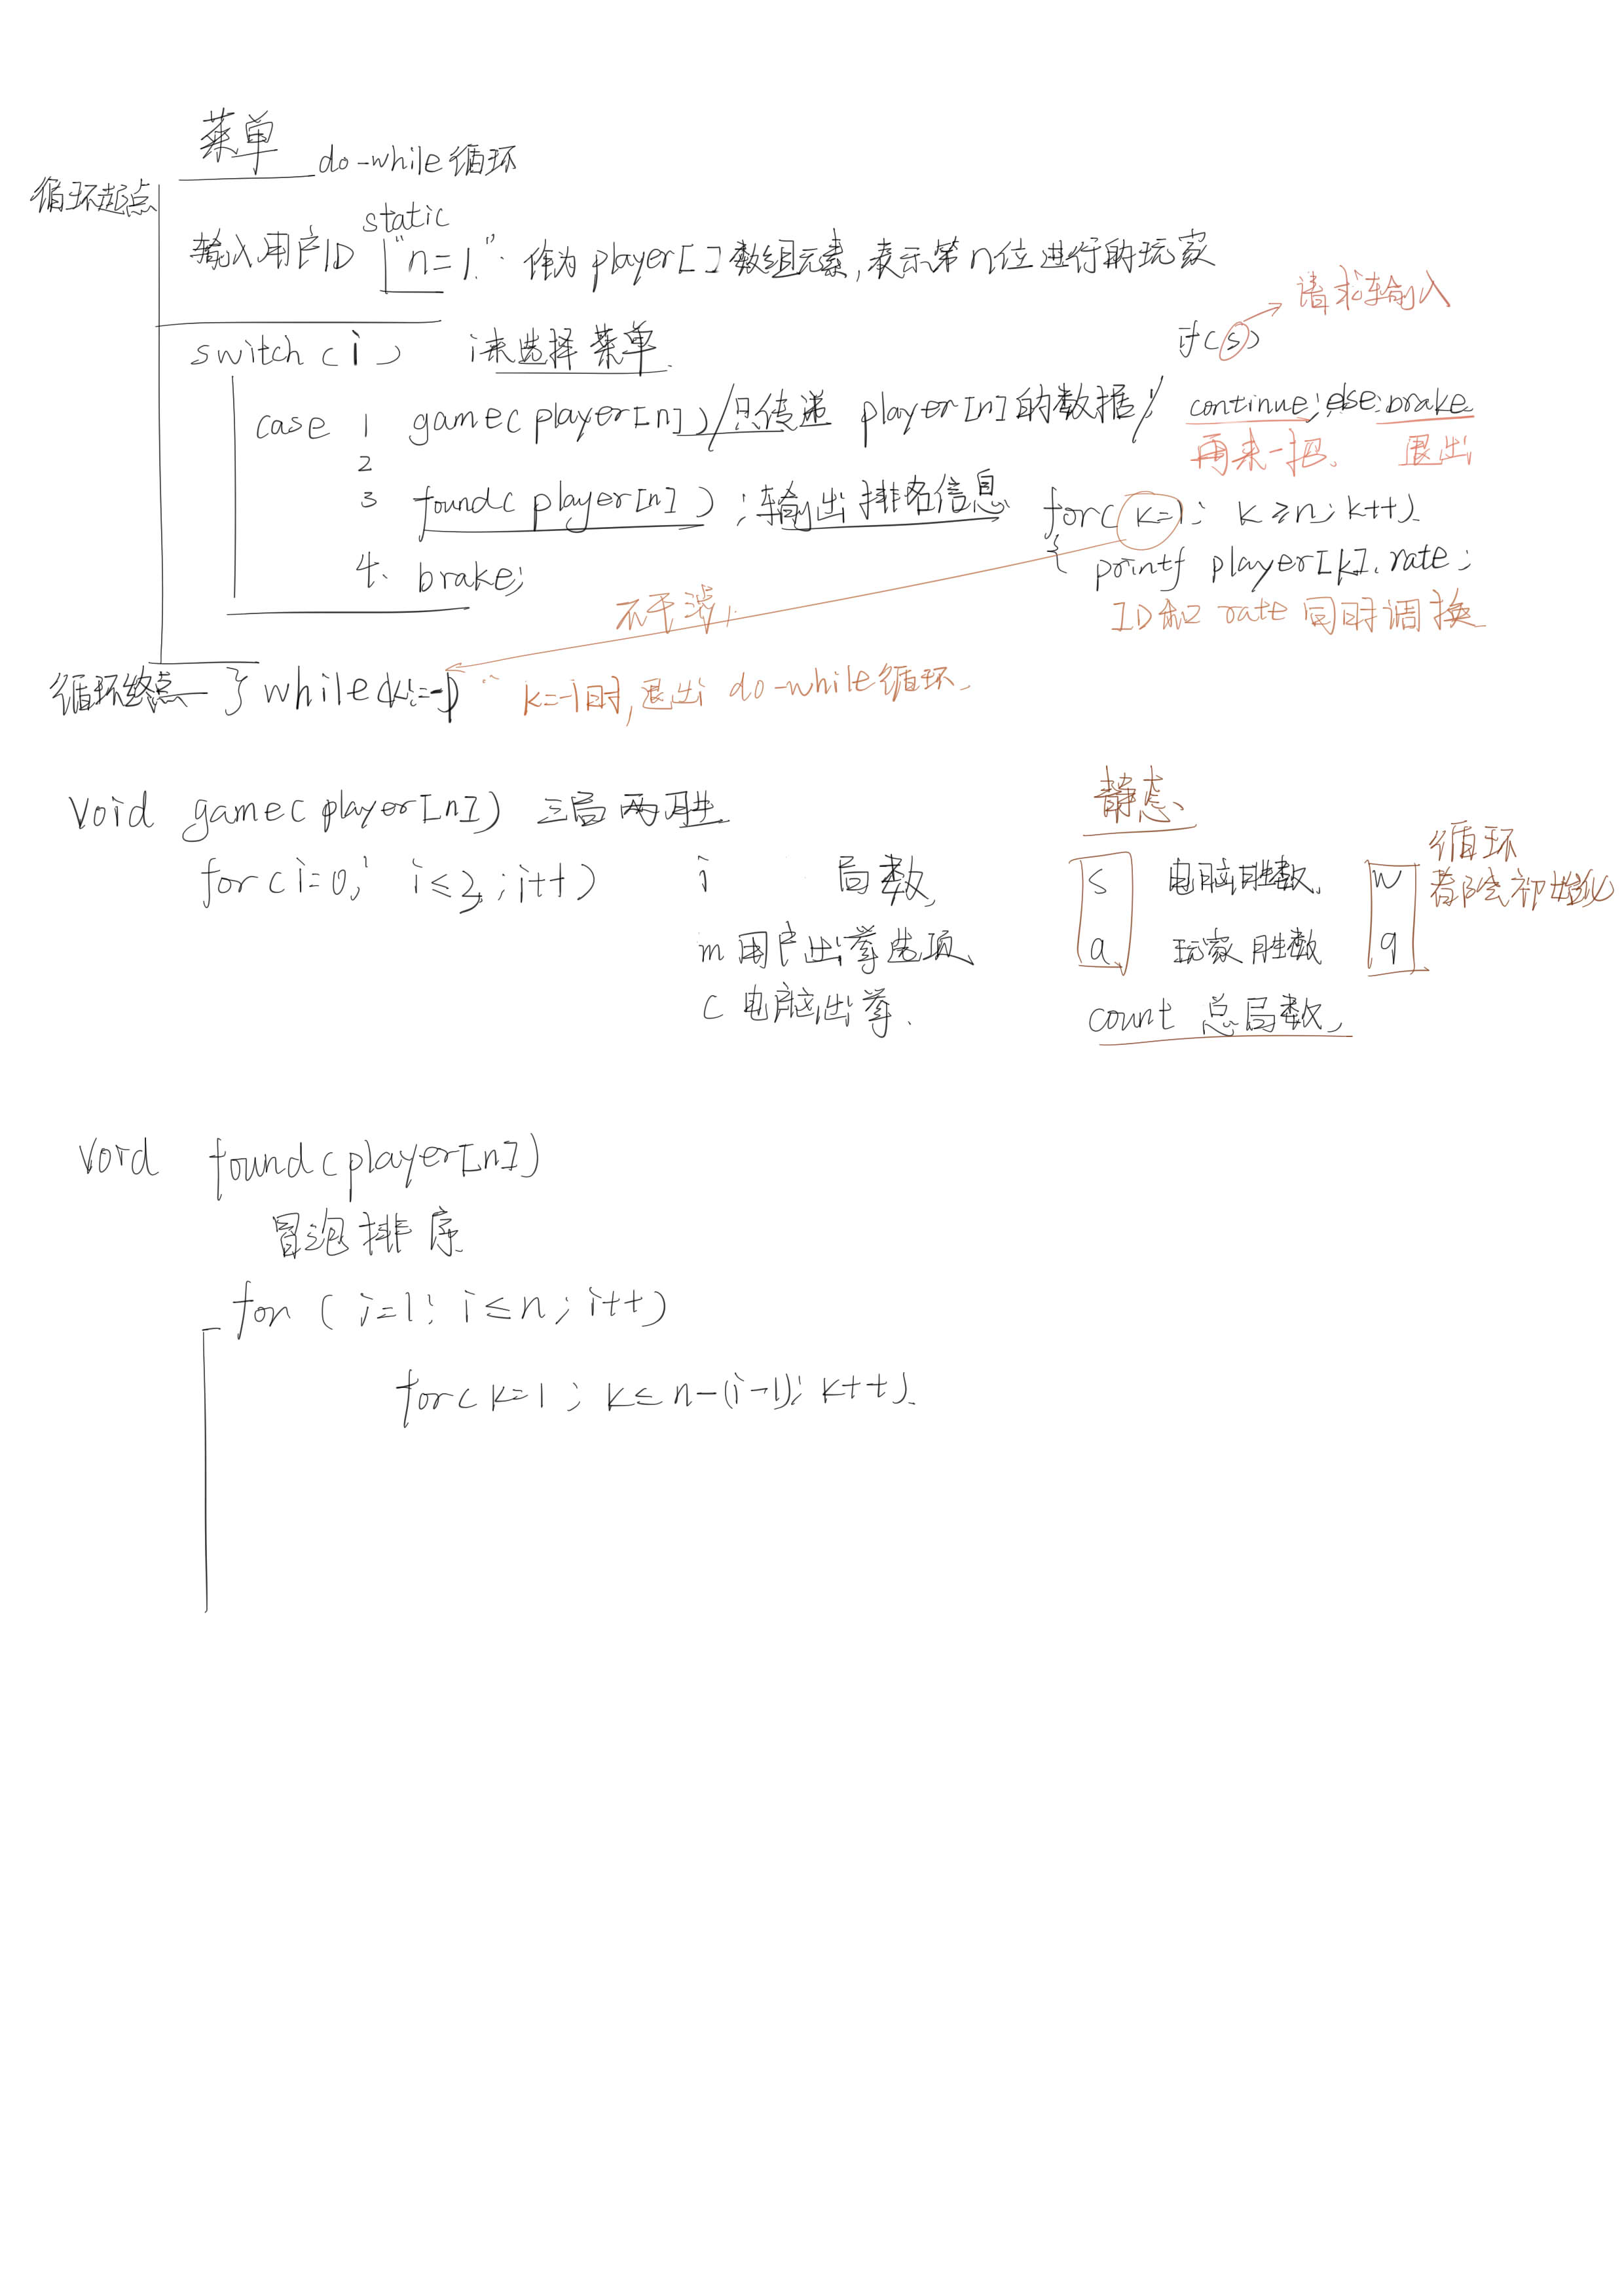 菜单 do-while循环
循环起点
static
输入用户ID "n=1." 作为player[]数组元素,表示第n位进行的玩家
请求输入
switch(i) i来选择菜单. if(s)
case 1 game(player[n])/只传递 player[n]的数据/ continue; else: brake.
再来一把. 退出
2
3 found(player[n]);输出排名信息 for(k=1; k≥n; k++)
{ printf player[k].rate;
4. brake;
不干涉, ID和rate同时调换
循环终点 } while(k!=-1) k=-1时,退出 do-while循环.
void game(player[n]) 三局两胜 静态
for(i=0; i≤2; i++) i 局数, s 电脑胜数, w 循环
都会初始化
m 用户出拳选项 a 玩家胜数 q
c 电脑出拳. count 总局数,
void found(player[n])
冒泡排序
for (i=1; i≤n; i++)
for(k=1; k≤n-(i-1); k++)